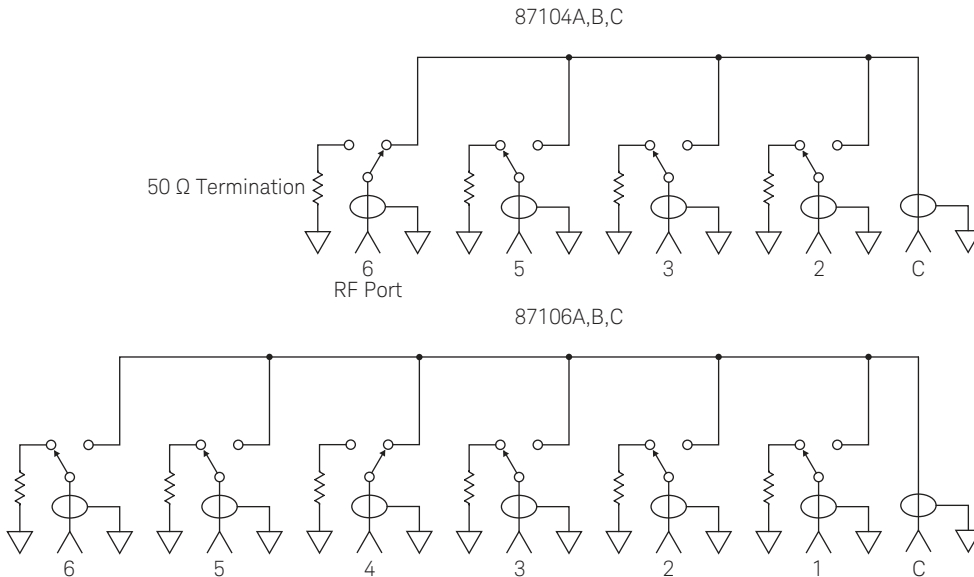 87104A,B,C
50 Ω Termination
6 5 3 2 C
RF Port
87106A,B,C
6 5 4 3 2 1 C